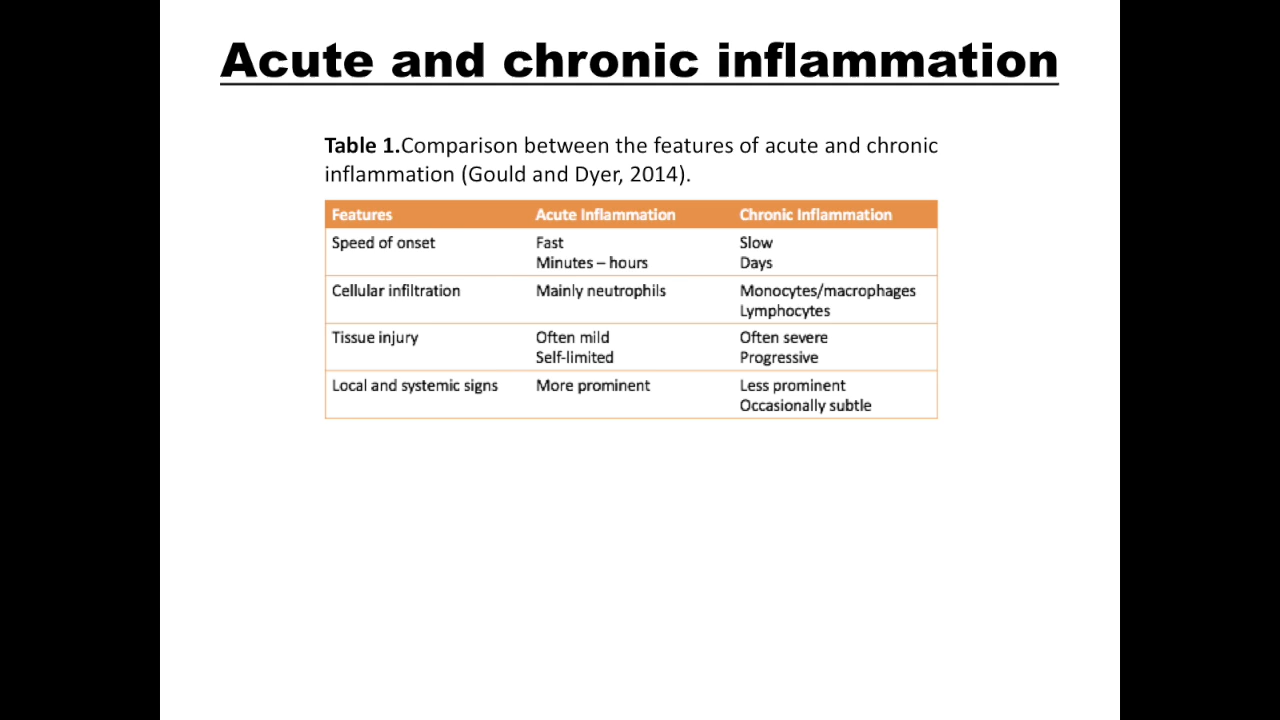 Acute and chronic inflammation
Table 1.Comparison between the features of acute and chronic
inflammation (Gould and Dyer, 2014).
Features Acute Inflammation Chronic Inflammation
Speed of onset Fast Slow
Minutes – hours Days
Cellular infiltration Mainly neutrophils Monocytes/macrophages
Lymphocytes
Tissue injury Often mild Often severe
Self-limited Progressive
Local and systemic signs More prominent Less prominent
Occasionally subtle